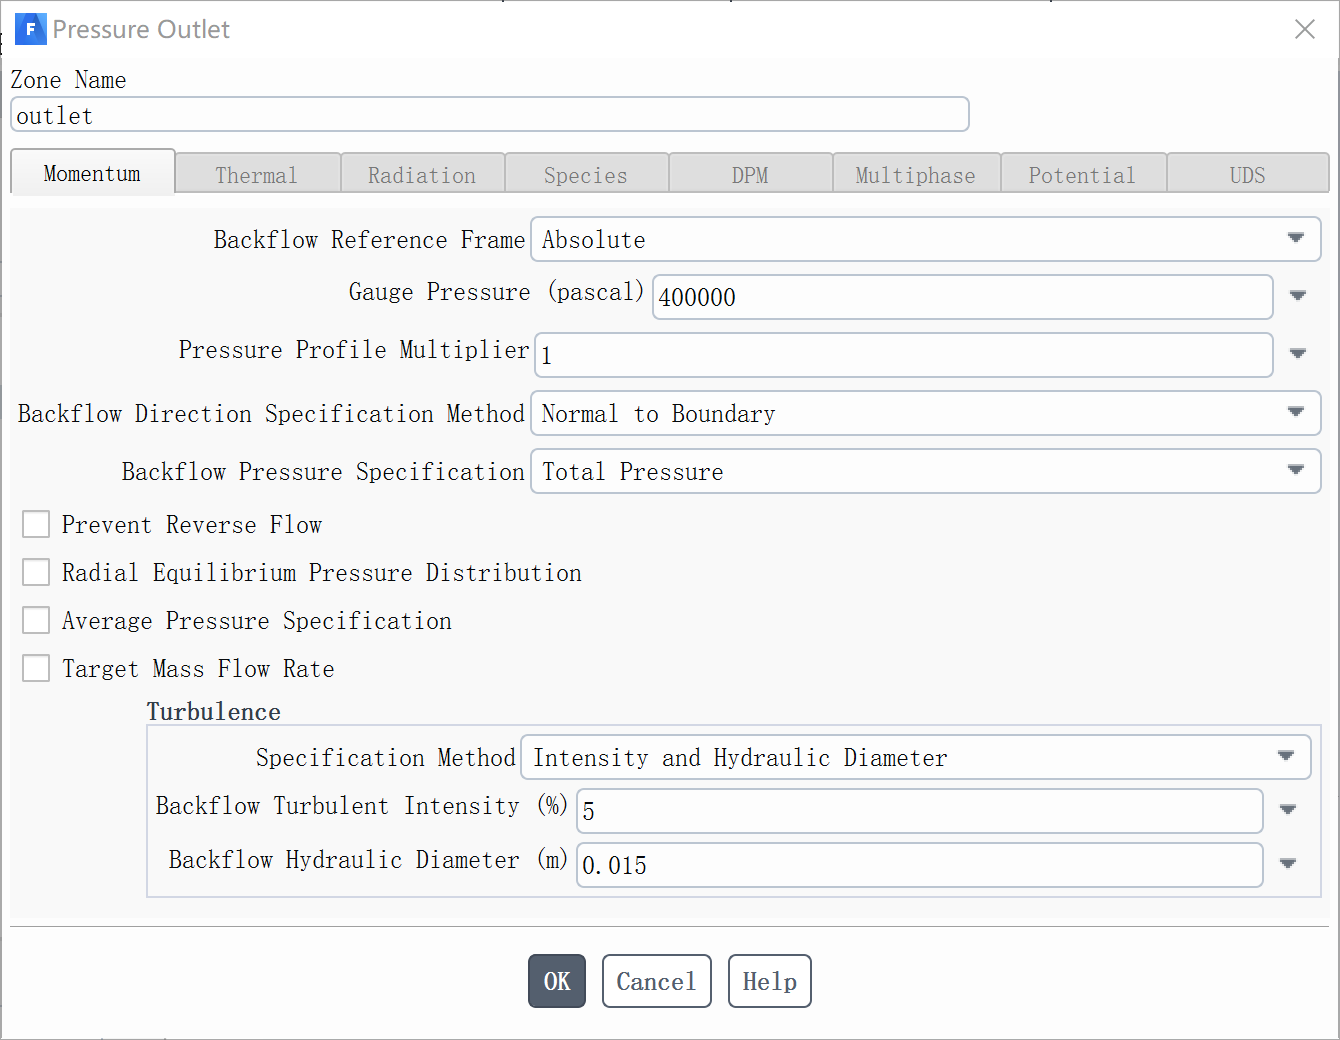 F Pressure Outlet
Zone Name
outlet
Momentum Thermal Radiation Species DPM Multiphase Potential UDS
Backflow Reference Frame Absolute
Gauge Pressure (pascal) 400000
Pressure Profile Multiplier 1
Backflow Direction Specification Method Normal to Boundary
Backflow Pressure Specification Total Pressure
Prevent Reverse Flow
Radial Equilibrium Pressure Distribution
Average Pressure Specification
Target Mass Flow Rate
Turbulence
Specification Method Intensity and Hydraulic Diameter
Backflow Turbulent Intensity (%) 5
Backflow Hydraulic Diameter (m) 0.015
OK Cancel Help